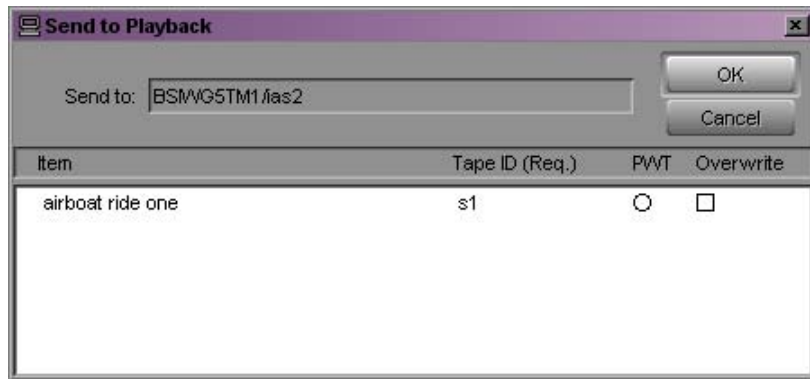 Send to Playback
Send to: BSIWG5TM1/ias2
OK
Cancel
Item Tape ID (Req.) PWT Overwrite
airboat ride one s1